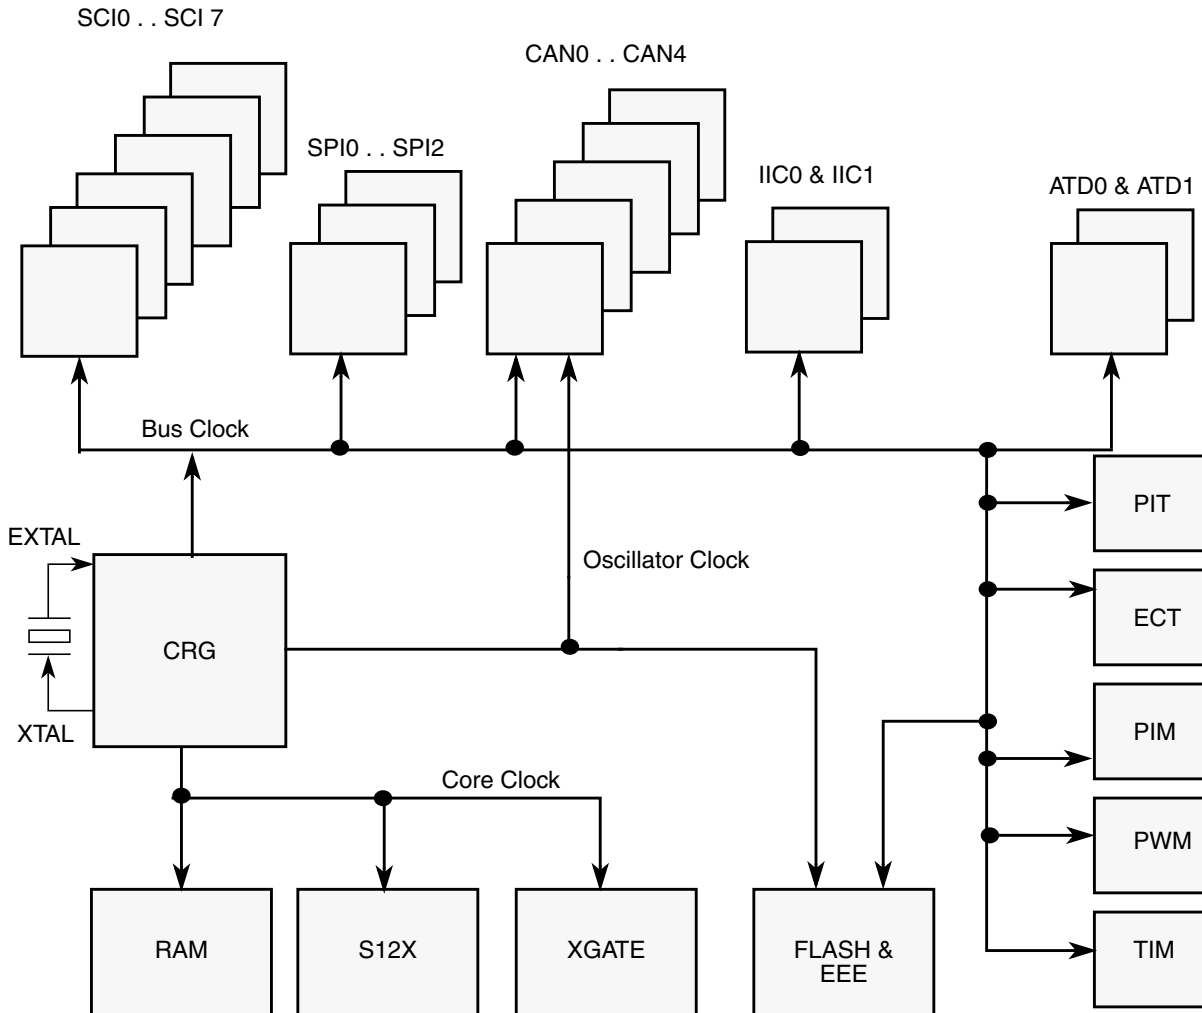 SCI0 . . SCI 7
CAN0 . . CAN4
SPI0 . . SPI2
IIC0 & IIC1
ATD0 & ATD1
Bus Clock
PIT
EXTAL
Oscillator Clock
ECT
CRG
XTAL
PIM
Core Clock
PWM
RAM
S12X
XGATE
FLASH &
EEE
TIM